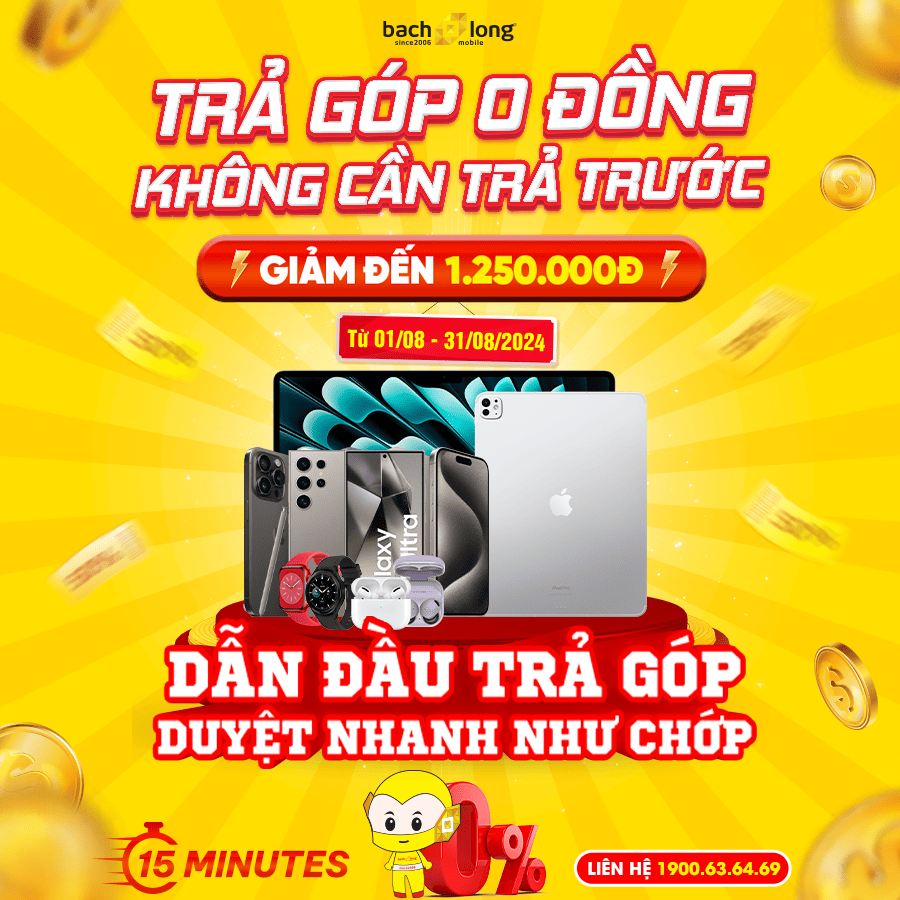 bach long
since2006 mobile
TRẢ GÓP 0 ĐỒNG
KHÔNG CẦN TRẢ TRƯỚC
GIẢM ĐẾN 1.250.000Đ
Từ 01/08 - 31/08/2024
DẪN ĐẦU TRẢ GÓP
DUYỆT NHANH NHƯ CHỚP
15 MINUTES
0%
LIÊN HỆ 1900.63.64.69